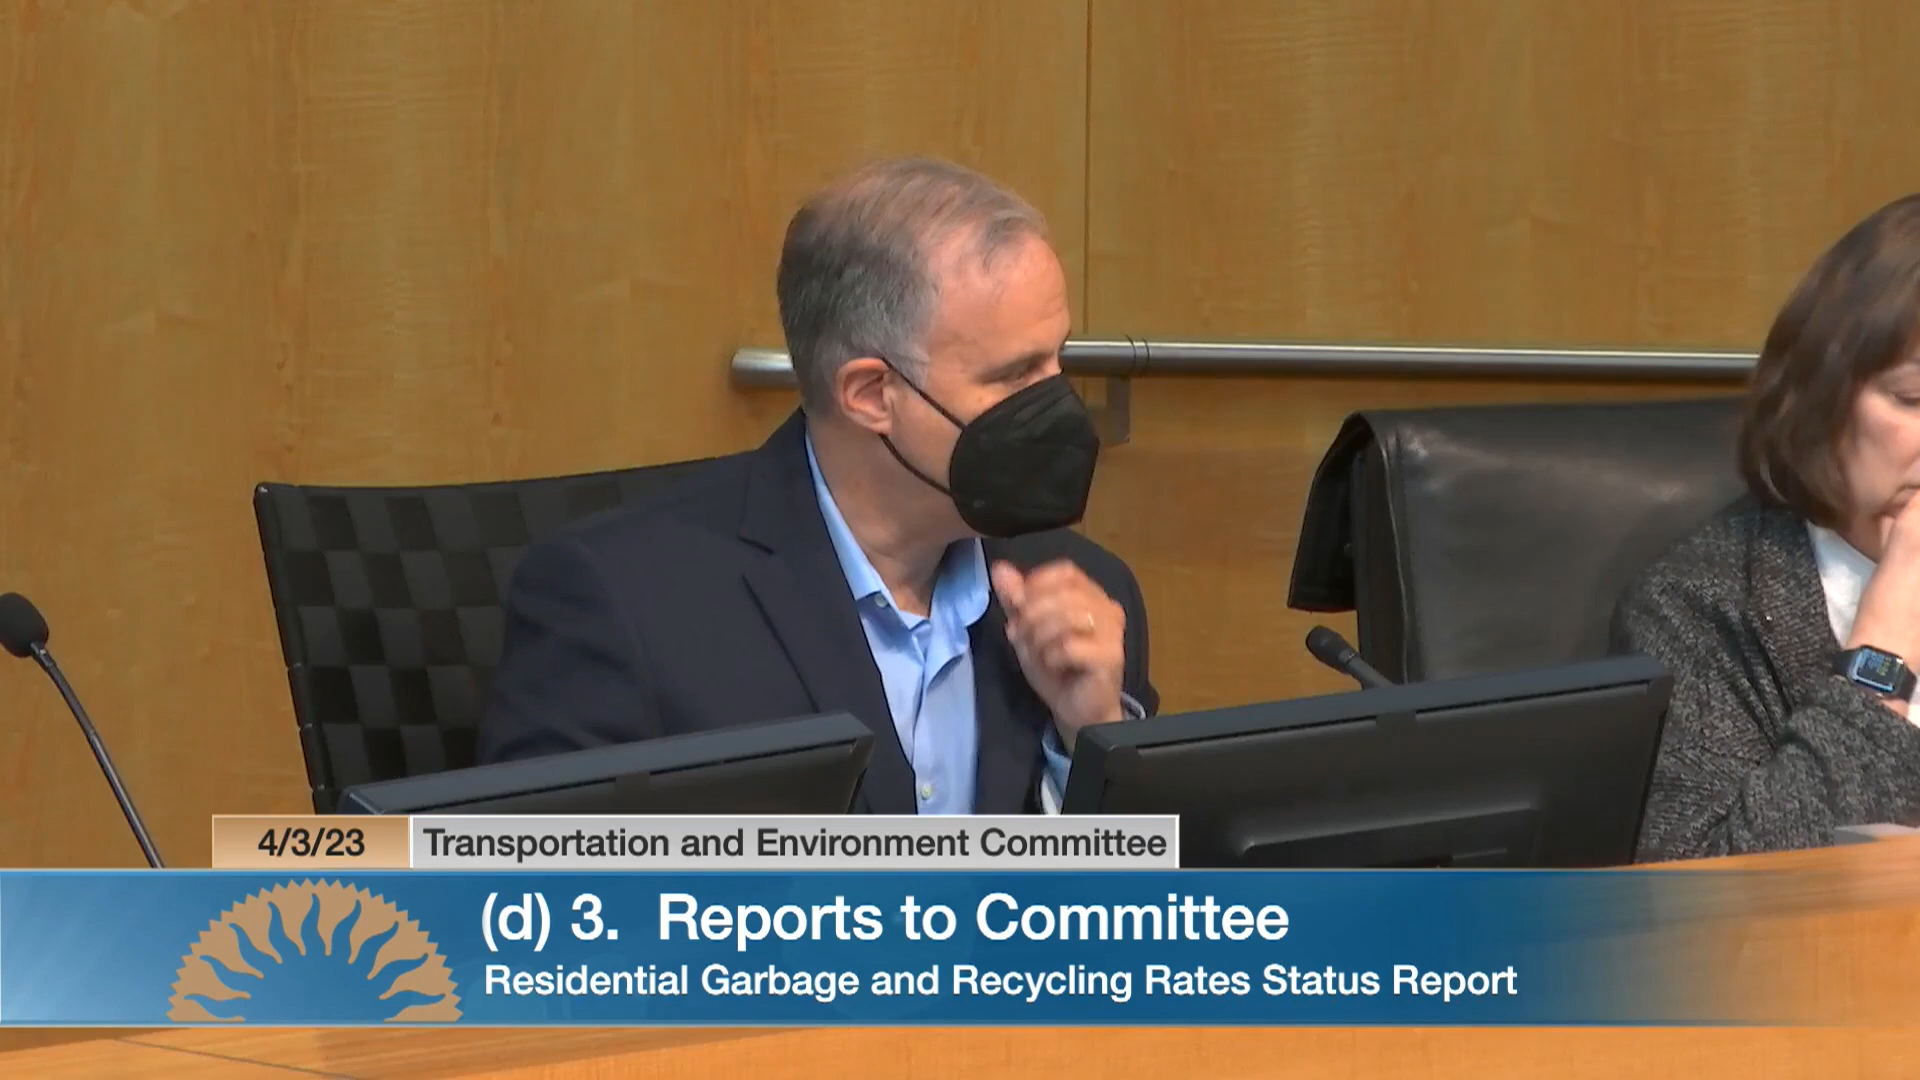 4/3/23
Transportation and Environment Committee
(d) 3. Reports to Committee
Residential Garbage and Recycling Rates Status Report